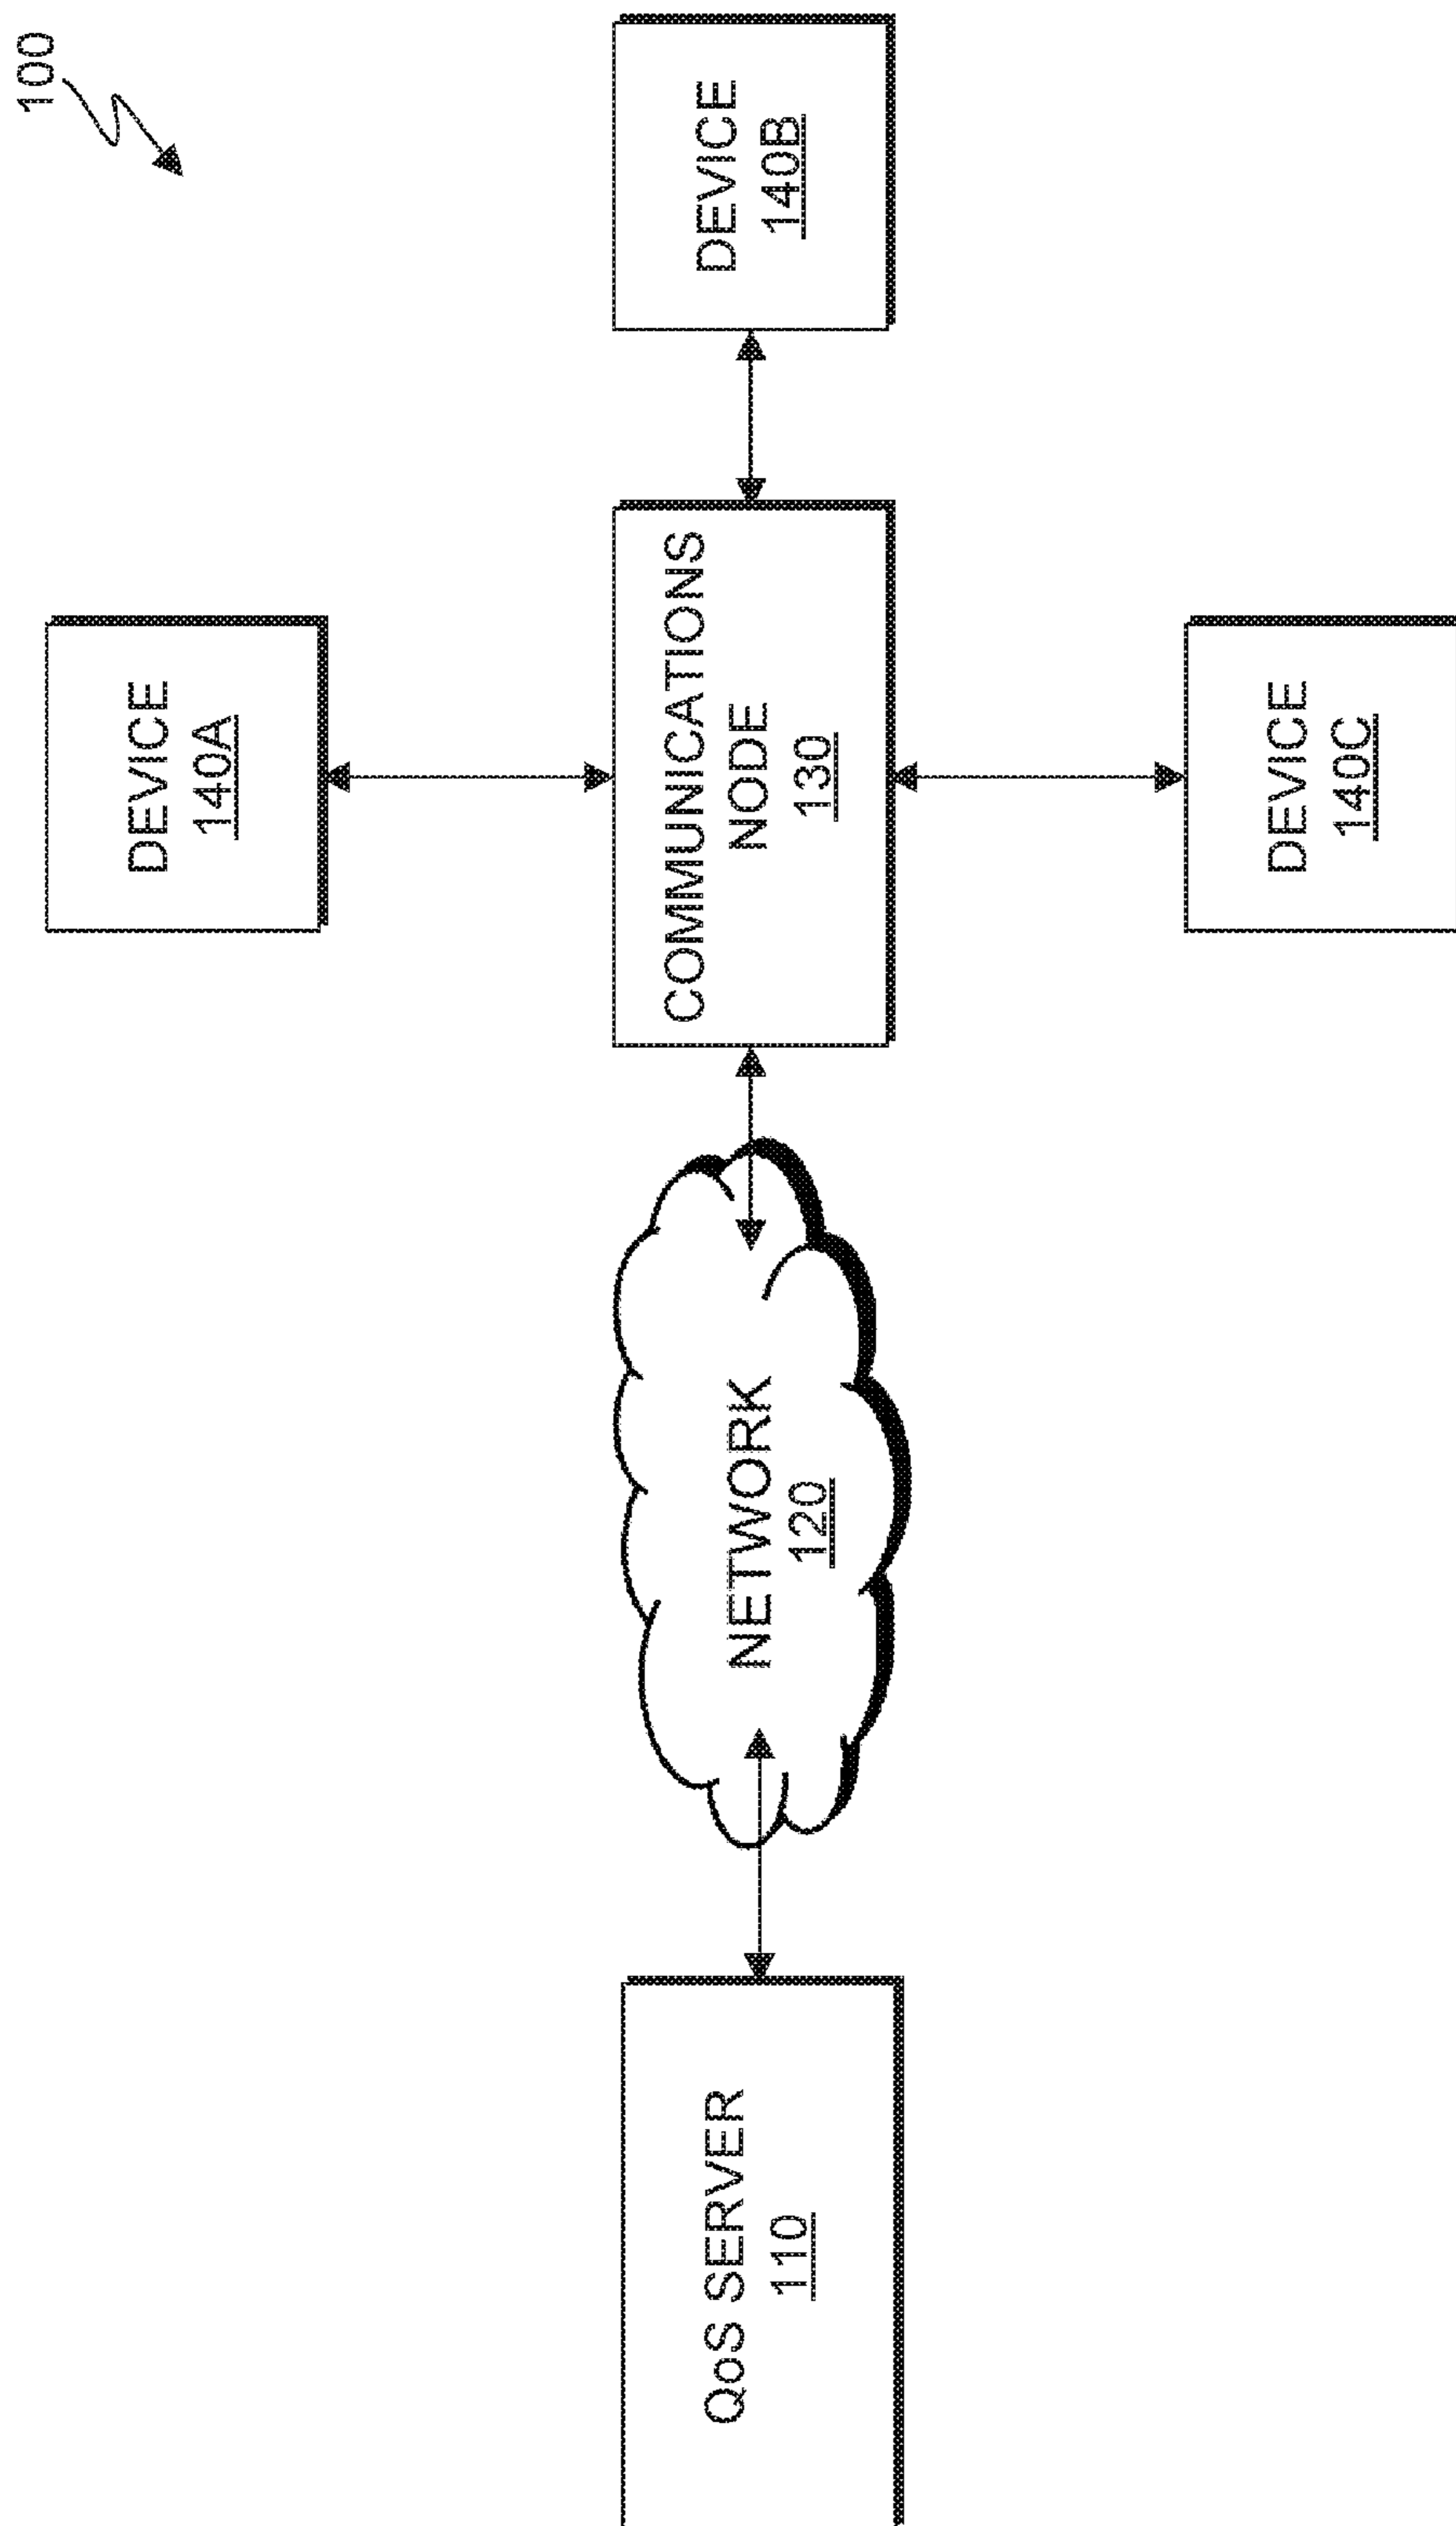 100
DEVICE
140A
QoS SERVER
110
NETWORK
120
COMMUNICATIONS
NODE
130
DEVICE
140B
DEVICE
140C